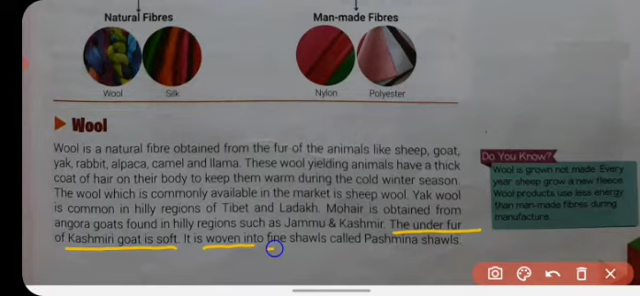 Natural Fibres
Man-made Fibres
Wool
Silk
Nylon
Polyester
Wool
Wool is a natural fibre obtained from the fur of the animals like sheep, goat,
yak, rabbit, alpaca, camel and llama. These wool yielding animals have a thick
coat of hair on their body to keep them warm during the cold winter season.
The wool which is commonly available in the market is sheep wool. Yak wool
is common in hilly regions of Tibet and Ladakh. Mohair is obtained from
angora goats found in hilly regions such as Jammu & Kashmir. The under fur
of Kashmiri goat is soft. It is woven into fine shawls called Pashmina shawls.
Do You Know?
Wool is grown not made. Every
year sheep grow a new fleece.
Wool products use less energy
than man-made fibres during
manufacture.